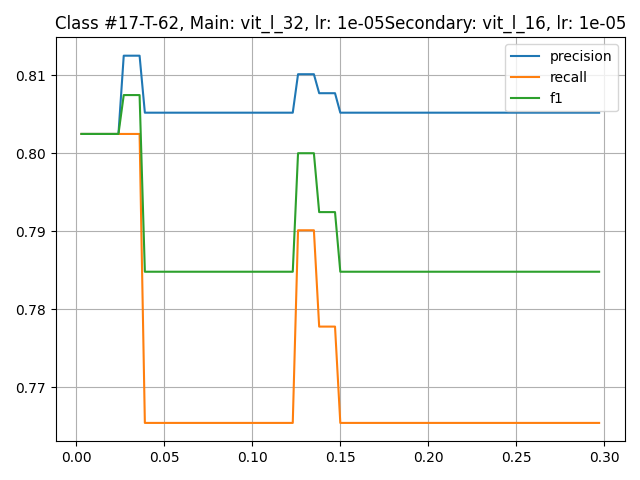 Class #17-T-62, Main: vit_l_32, lr: 1e-05Secondary: vit_l_16, lr: 1e-05
precision
recall
f1
0.81
0.80
0.79
0.78
0.77
0.00 0.05 0.10 0.15 0.20 0.25 0.30